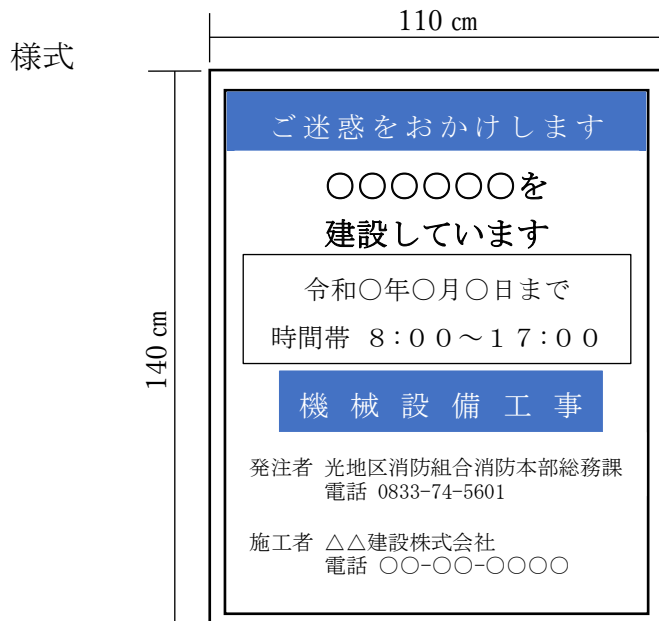 110 ㎝
様式
140 ㎝
ご迷惑をおかけします
○○○○○○を
建設しています
令和○年○月○日まで
時間帯 ８：００～１７：００
機械設備工事
発注者 光地区消防組合消防本部総務課
電話 0833-74-5601
施工者 △△建設株式会社
電話 ○○-○○-○○○○